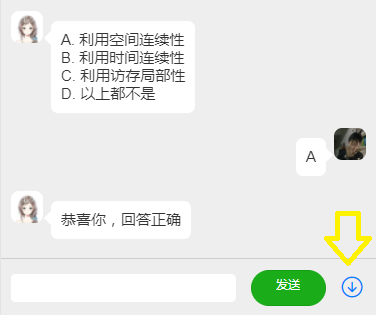 A. 利用空间连续性
B. 利用时间连续性
C. 利用访存局部性
D. 以上都不是
A
恭喜你，回答正确
发送